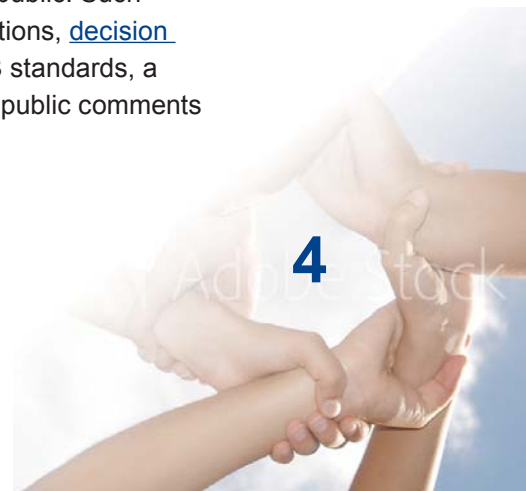 tions, decision
standards, a
public comments
4
Adobe Stock